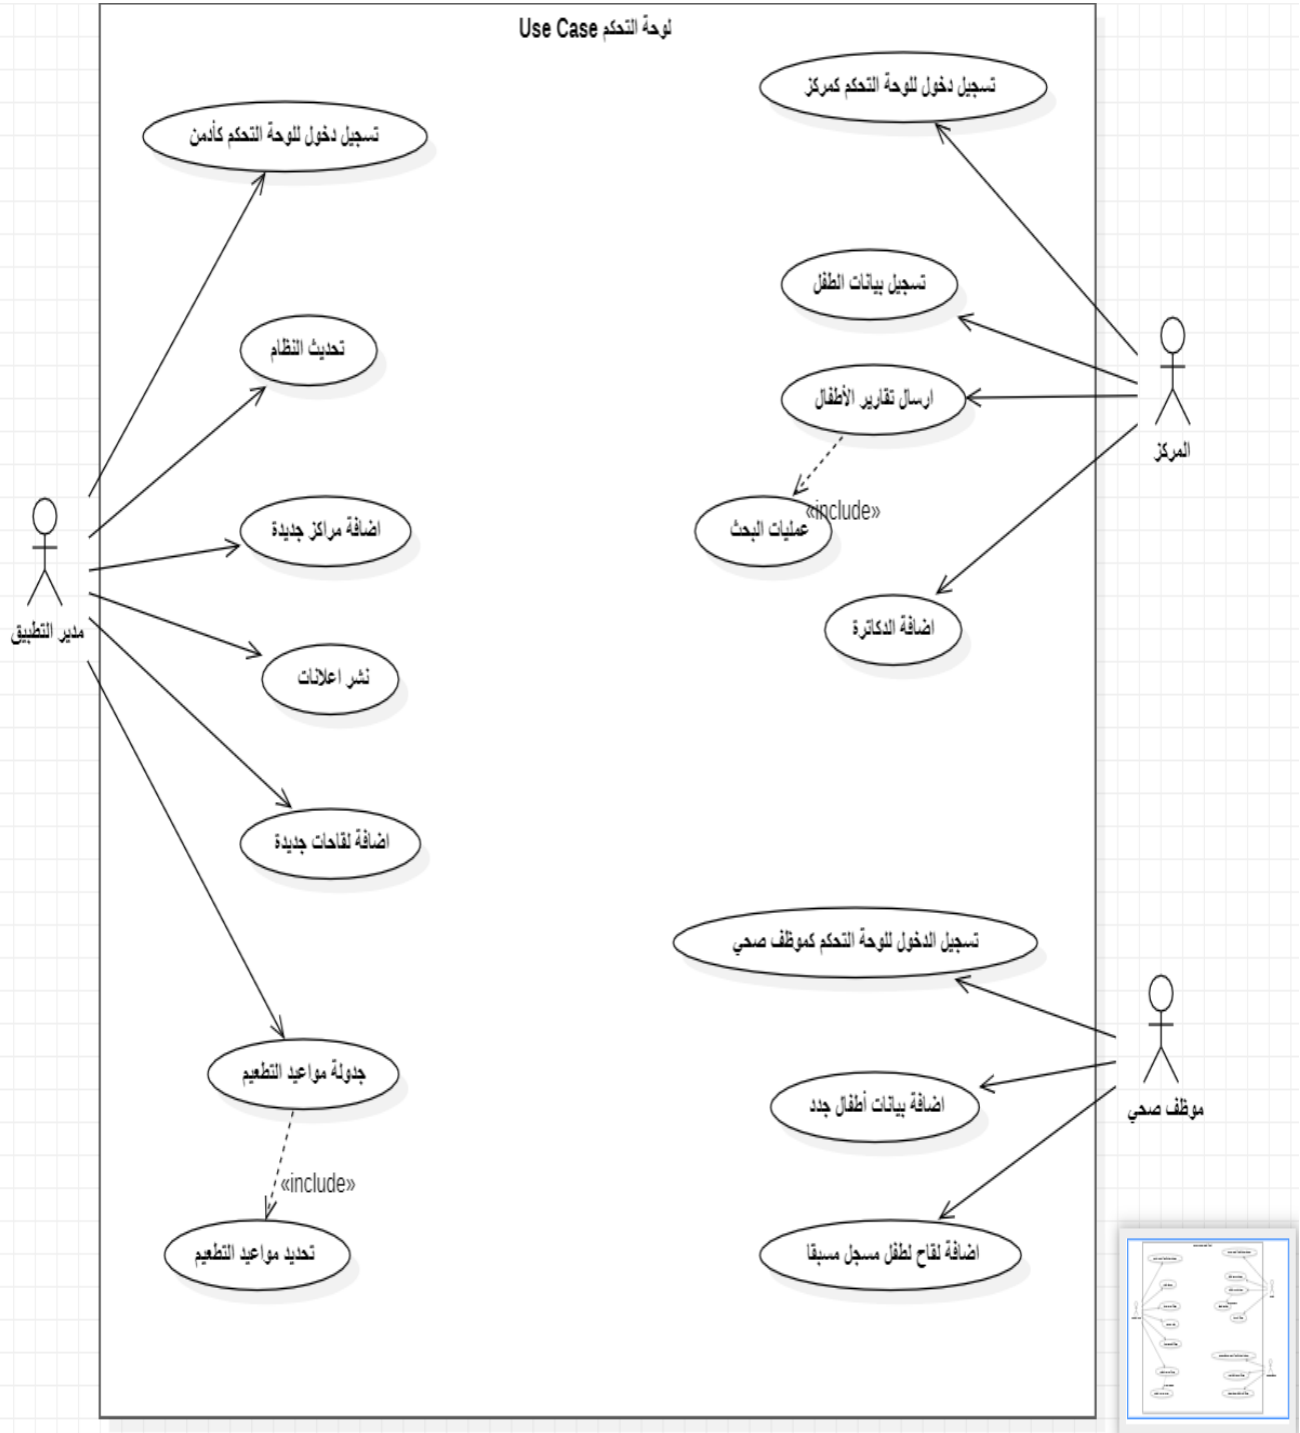 لوحة التحكم Use Case
تسجيل دخول للوحة التحكم كمركز
تسجيل دخول للوحة التحكم كأدمن
تسجيل بيانات الطفل
تحديث النظام
ارسال تقارير الأطفال
المركز
«include»
عمليات البحث
اضافة مراكز جديدة
اضافة الدكاترة
مدير التطبيق
نشر اعلانات
اضافة لقاحات جديدة
تسجيل الدخول للوحة التحكم كموظف صحي
جدولة مواعيد التطعيم
اضافة بيانات أطفال جدد
موظف صحي
«include»
تحديد مواعيد التطعيم
اضافة لقاح لطفل مسجل مسبقا